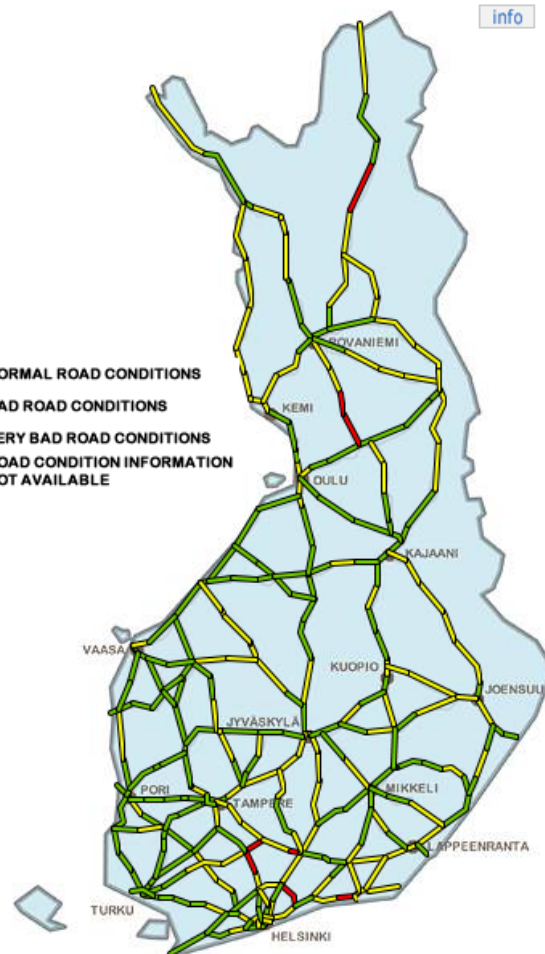 info
ORMAL ROAD CONDITIONS
AD ROAD CONDITIONS
ERY BAD ROAD CONDITIONS
OAD CONDITION INFORMATION
OT AVAILABLE
ROVANIEMI
KEMI
OULU
KAJAANI
VAASA
KUOPIO
JOENSUU
JYVÄSKYLÄ
PORI
TAMPERE
MIKKELI
LAPPEENRANTA
TURKU
HELSINKI